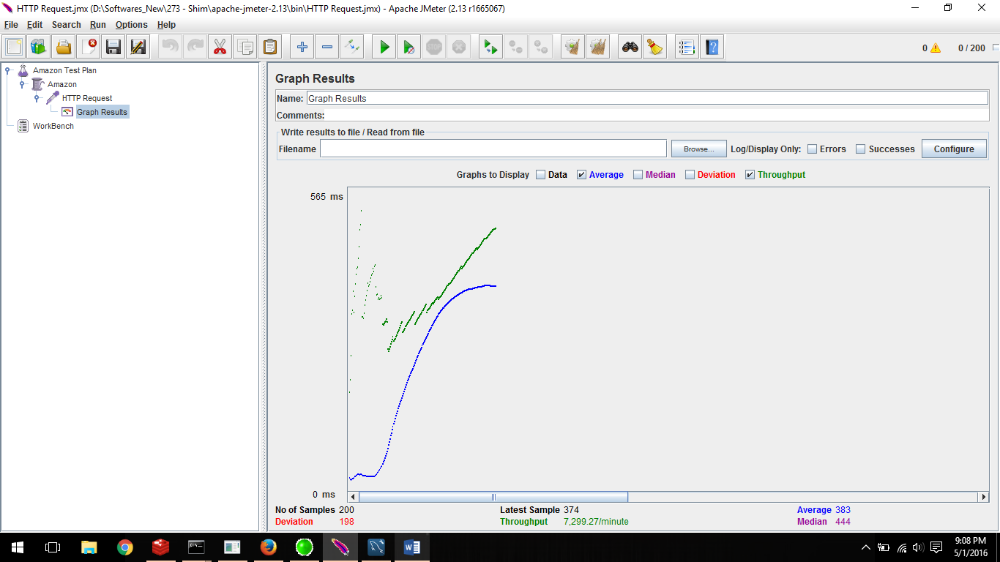 HTTP Request.jmx (D:\Softwares_New\273 - Shim\apache-jmeter-2.13\bin\HTTP Request.jmx) - Apache JMeter (2.13 r1665067)
File Edit Search Run Options Help
0 0 / 200
Amazon Test Plan
Amazon
HTTP Request
Graph Results
WorkBench
Graph Results
Name: Graph Results
Comments:
Write results to file / Read from file
Filename Browse... Log/Display Only: Errors Successes Configure
Graphs to Display Data Average Median Deviation Throughput
565 ms
0 ms
No of Samples 200 Latest Sample 374 Average 383
Deviation 198 Throughput 7,299.27/minute Median 444
9:08 PM
5/1/2016